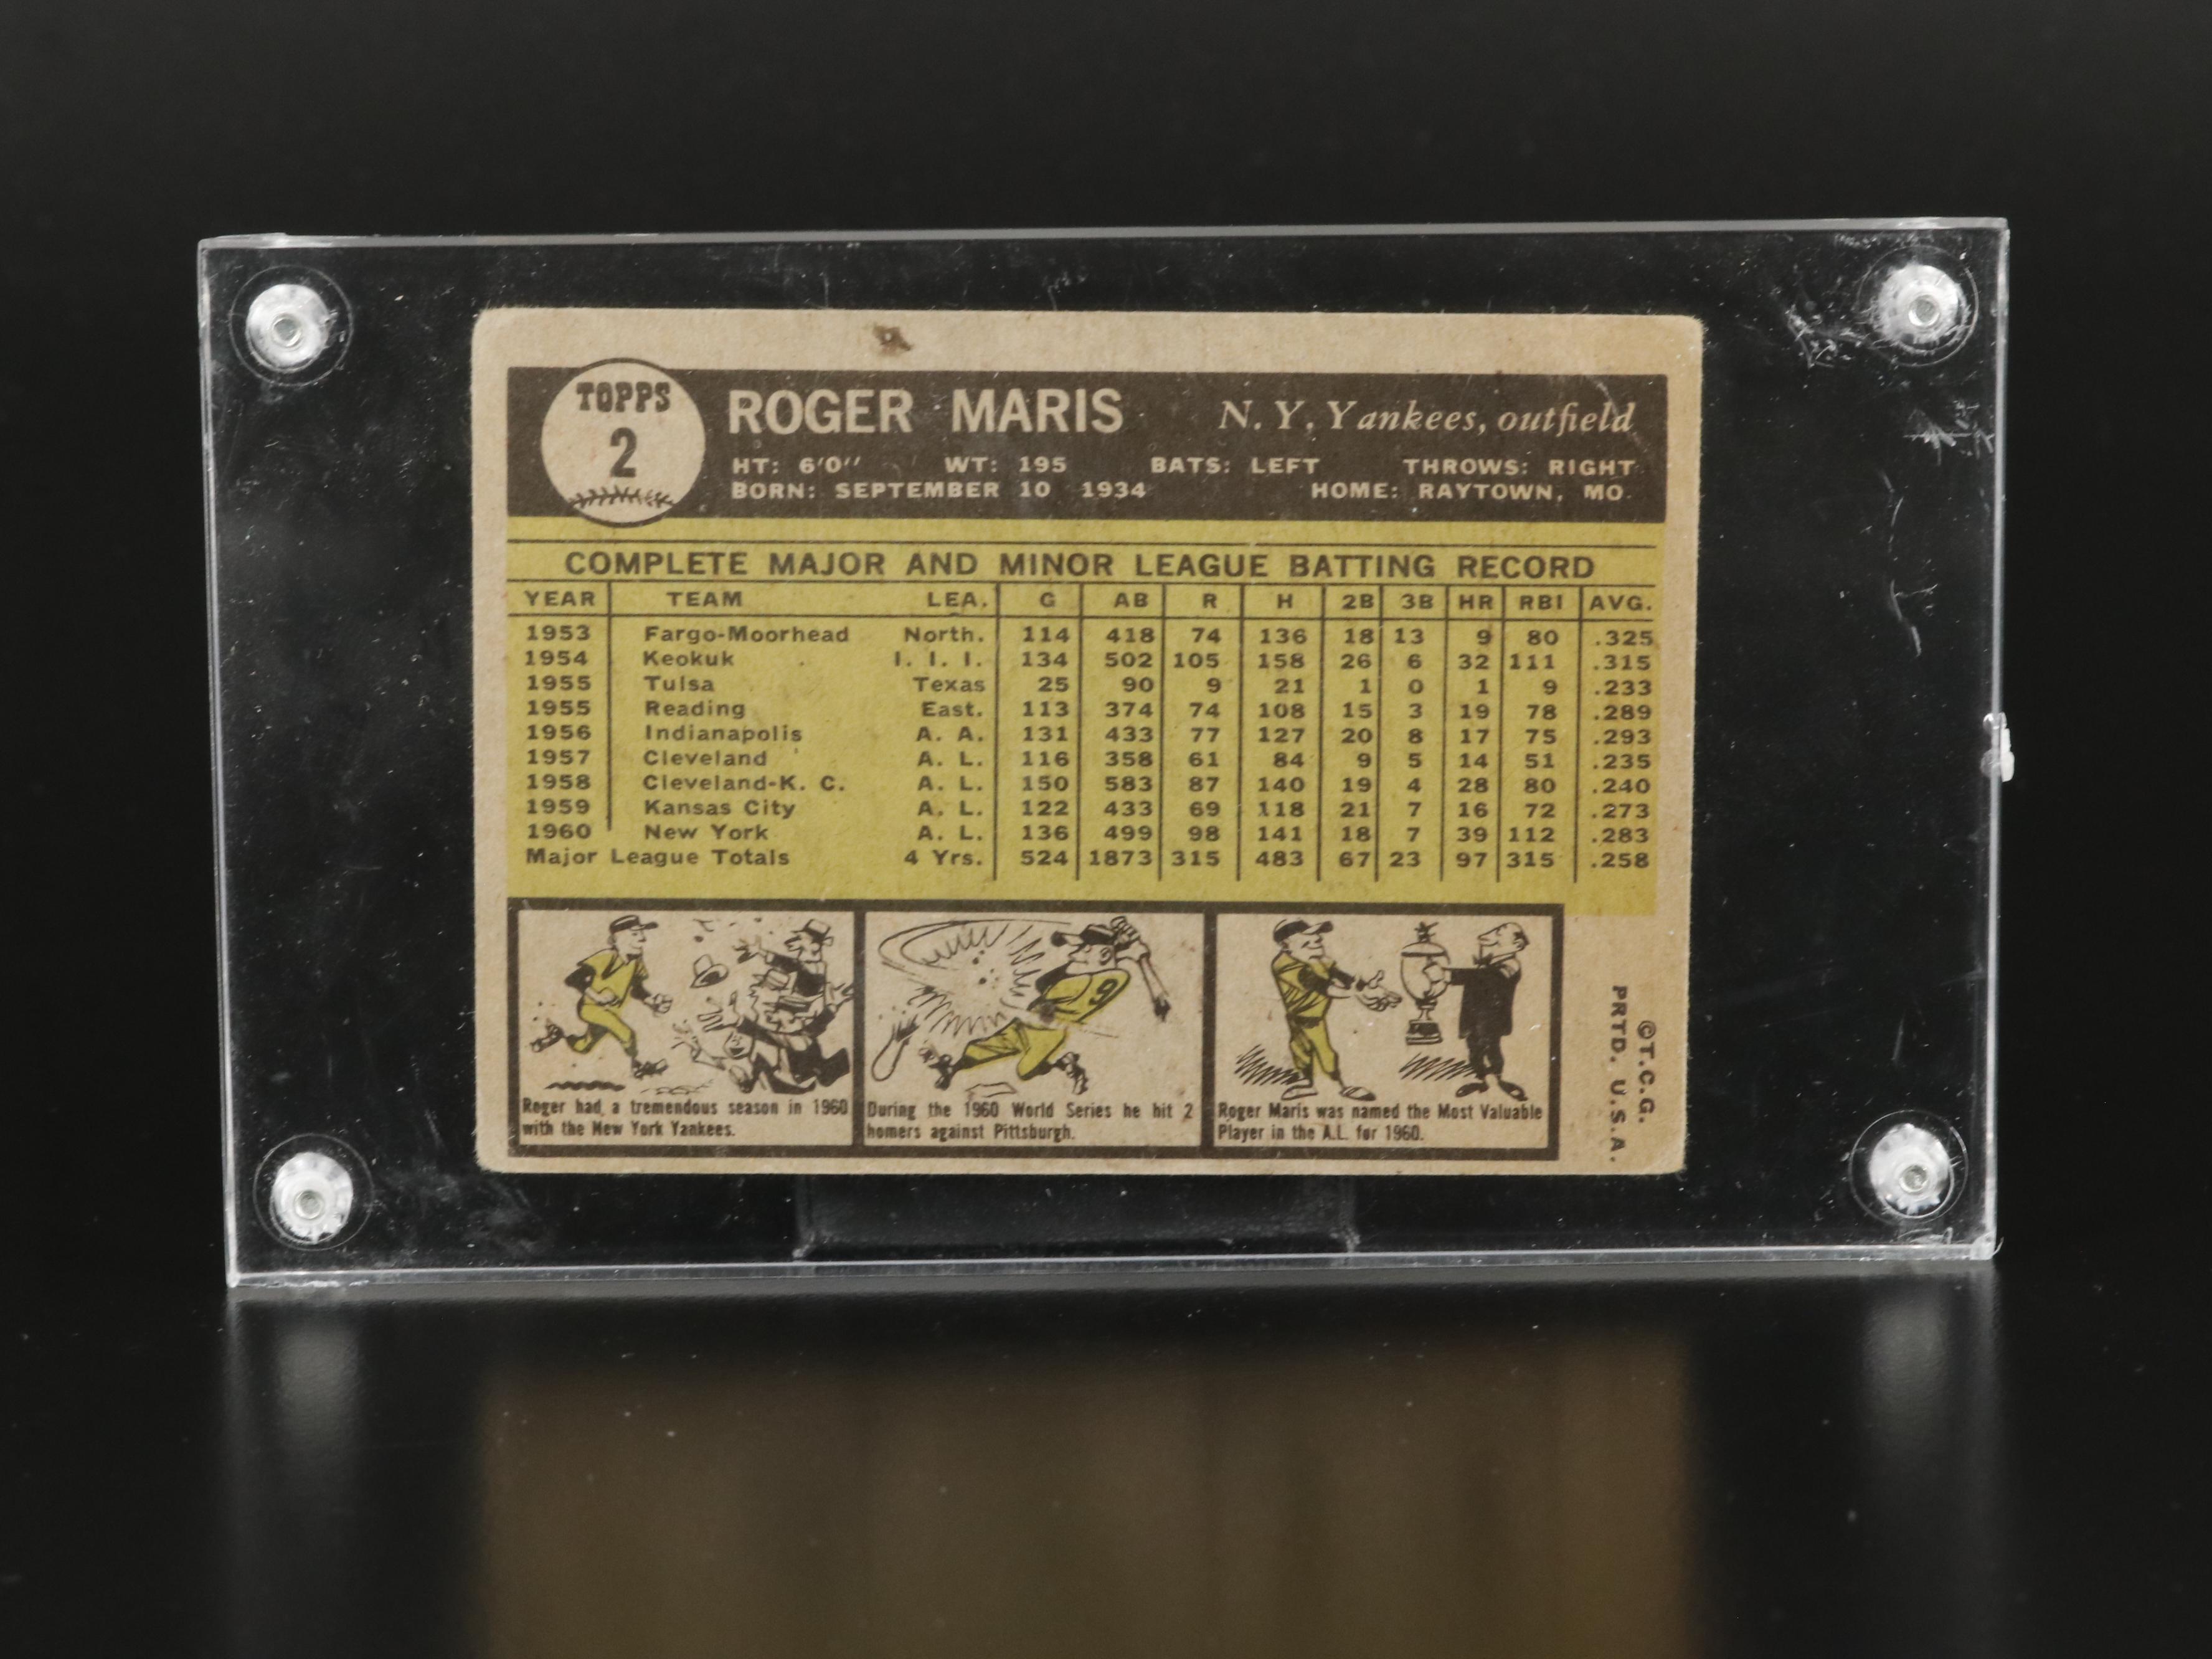 TOPPS
2
ROGER MARIS N. Y. Yankees, outfield
HT: 6'0" WT: 195 BATS: LEFT THROWS: RIGHT
BORN: SEPTEMBER 10 1934 HOME: RAYTOWN, MO.
COMPLETE MAJOR AND MINOR LEAGUE BATTING RECORD
YEAR TEAM LEA. G AB R H 2B 3B HR RBI AVG.
1953 Fargo-Moorhead North. 114 418 74 136 18 13 9 80 .325
1954 Keokuk I. I. I. 134 502 105 158 26 6 32 111 .315
1955 Tulsa Texas 25 90 9 21 1 0 1 9 .233
1955 Reading East. 113 374 74 108 15 3 19 78 .289
1956 Indianapolis A. A. 131 433 77 127 20 8 17 75 .293
1957 Cleveland A. L. 116 358 61 84 9 5 14 51 .235
1958 Cleveland-K. C. A. L. 150 583 87 140 19 4 28 80 .240
1959 Kansas City A. L. 122 433 69 118 21 7 16 72 .273
1960 New York A. L. 136 499 98 141 18 7 39 112 .283
Major League Totals 4 Yrs. 524 1873 315 483 67 23 97 315 .258
9
Roger had a tremendous season in 1960
with the New York Yankees.
During the 1960 World Series he hit 2
homers against Pittsburgh.
Roger Maris was named the Most Valuable
Player in the A.L. for 1960.
©T.C.G.
PRTD. U.S.A.